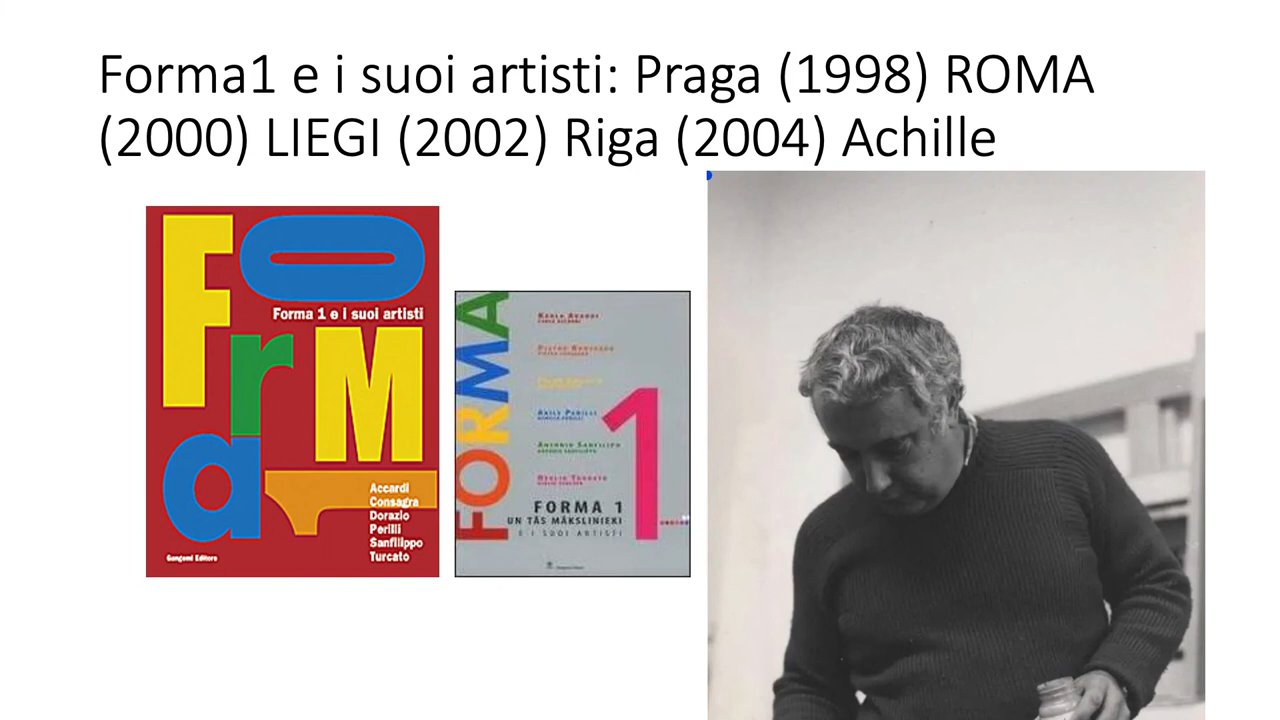 Forma1 e i suoi artisti: Praga (1998) ROMA
(2000) LIEGI (2002) Riga (2004) Achille
Forma
Forma 1 e i suoi artisti
1
Accardi
Consagra
Dorazio
Perilli
Sanfilippo
Turcato
Gangemi Editore
FORMA
1
FORMA 1
UN TĀS MĀKSLINIEKI
E I SUOI ARTISTI